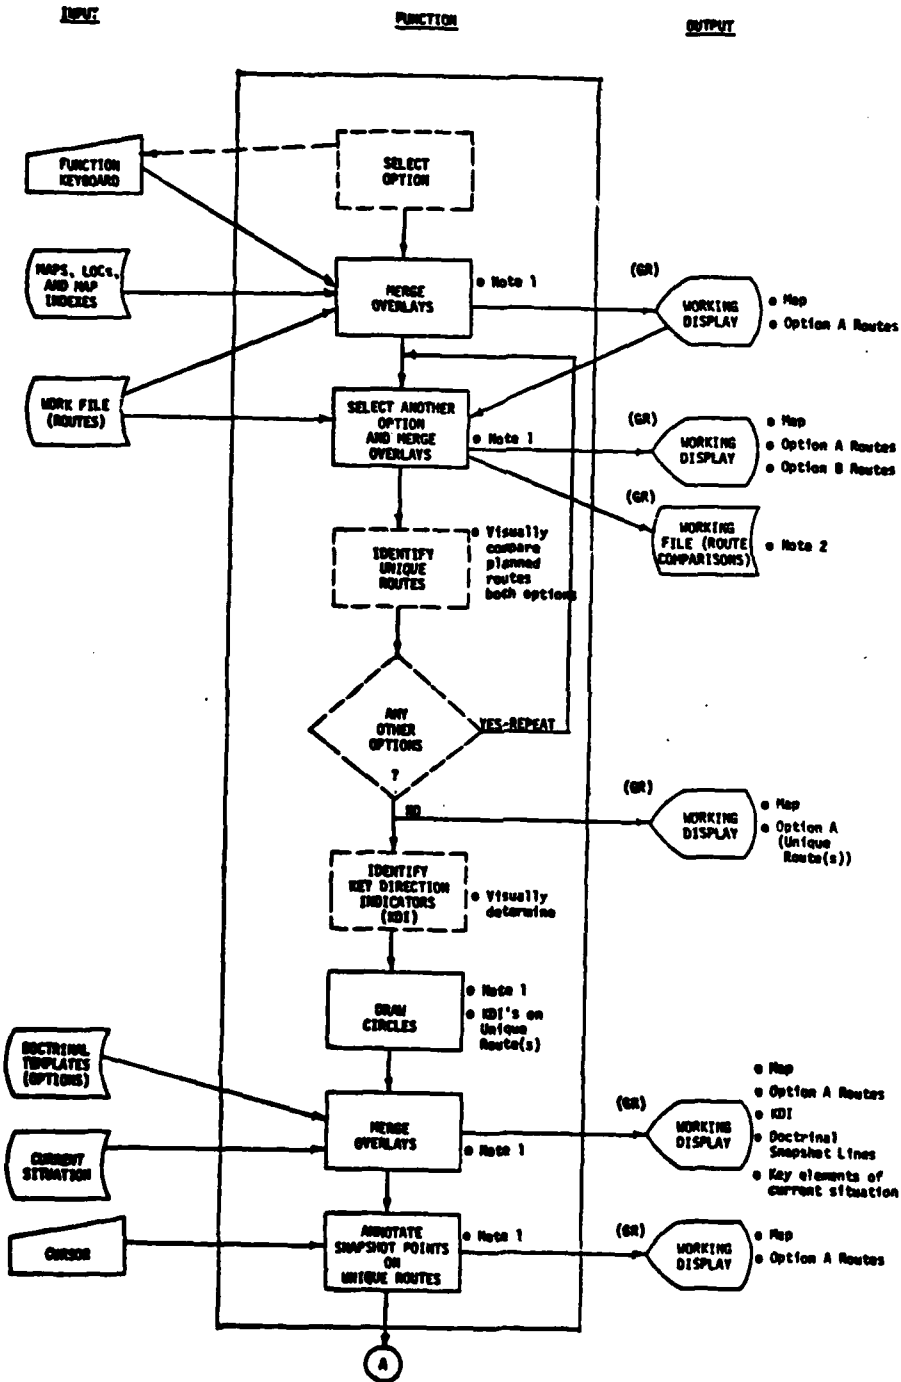 INPUT
FUNCTION
OUTPUT
FUNCTION
KEYBOARD
SELECT
OPTION
MAPS, LOCs,
AND MAP
INDEXES
MERGE
OVERLAYS
• Note 1
(GR)
WORKING
DISPLAY
• Map
• Option A Routes
WORK FILE
(ROUTES)
SELECT ANOTHER
OPTION
AND MERGE
OVERLAYS
• Note 1
(GR)
WORKING
DISPLAY
• Map
• Option A Routes
• Option B Routes
(GR)
WORKING
FILE (ROUTE
COMPARISONS)
• Note 2
IDENTIFY
UNIQUE
ROUTES
• Visually
compare
planned
routes
both options
ANY
OTHER
OPTIONS
?
YES-REPEAT
NO
(GR)
WORKING
DISPLAY
• Map
• Option A
(Unique
Route(s))
IDENTIFY
KEY DIRECTION
INDICATORS
(KDI)
• Visually
determine
DRAW
CIRCLES
• Note 1
• KDI's on
Unique
Route(s)
DOCTRINAL
TEMPLATES
(OPTIONS)
CURRENT
SITUATION
MERGE
OVERLAYS
• Note 1
(GR)
WORKING
DISPLAY
• Map
• Option A Routes
• KDI
• Doctrinal
Snapshot Lines
• Key elements of
current situation
CURSOR
ANNOTATE
SNAPSHOT POINTS
ON
UNIQUE ROUTES
• Note 1
(GR)
WORKING
DISPLAY
• Map
• Option A Routes
A